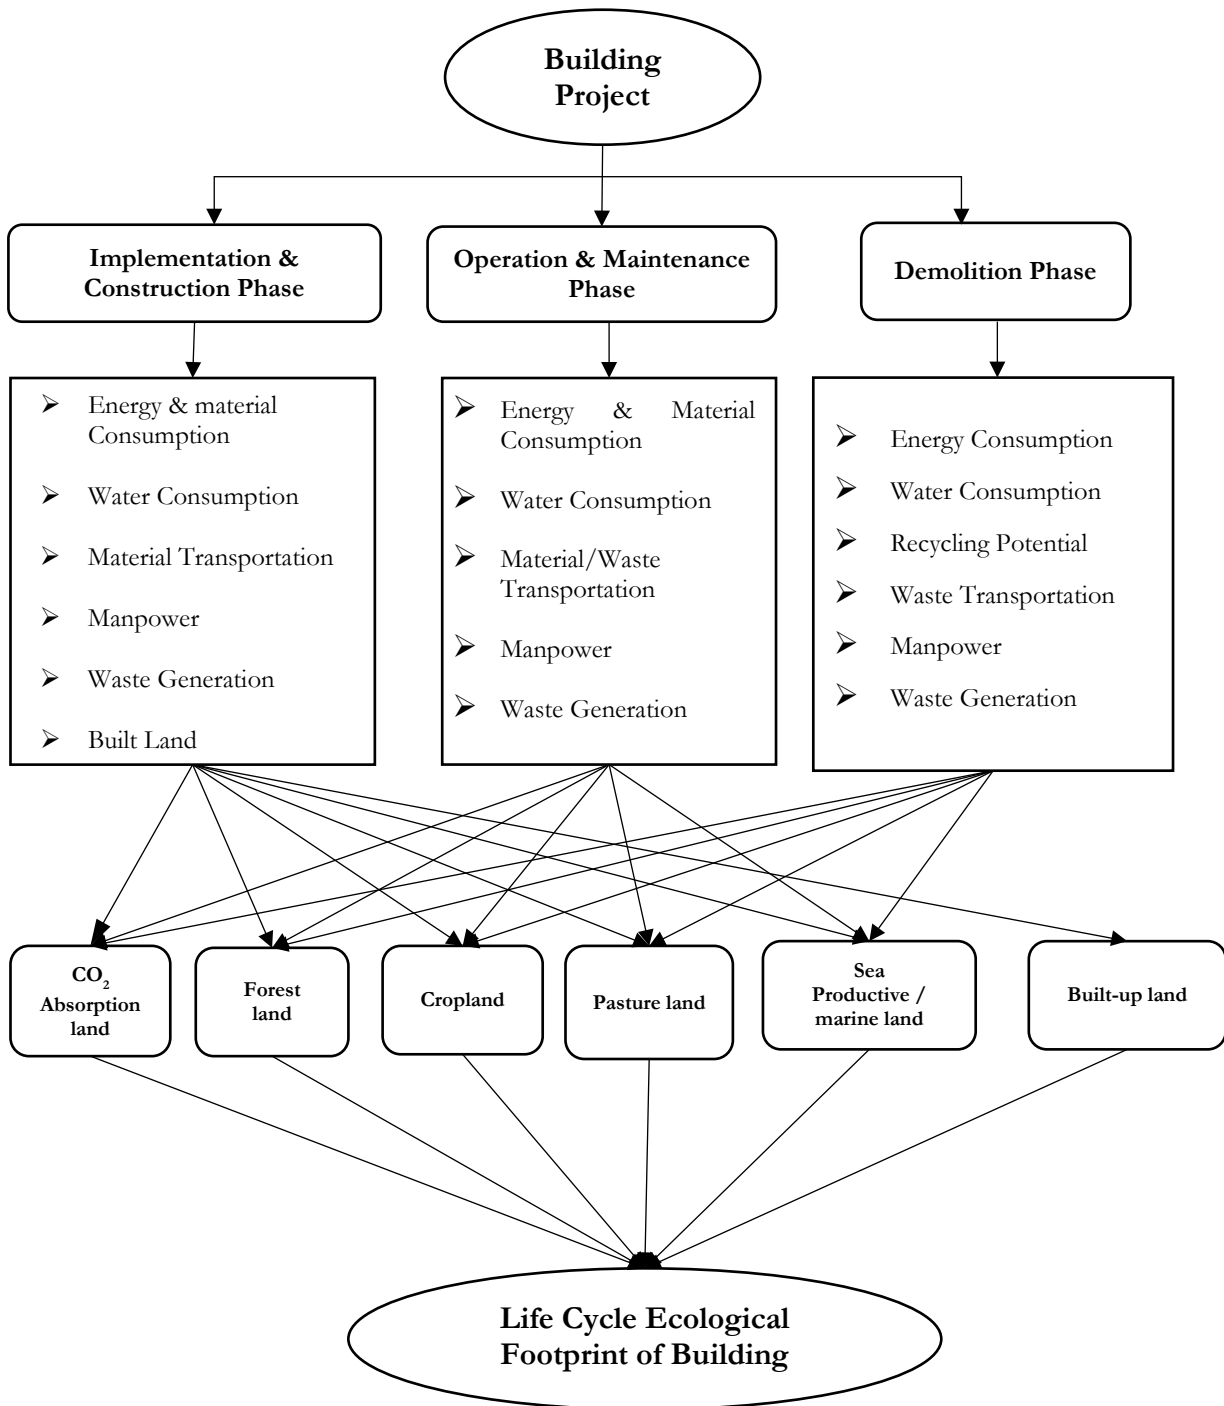 Building
Project
Implementation &
Construction Phase
Operation & Maintenance
Phase
Demolition Phase
Energy & material
Consumption
Water Consumption
Material Transportation
Manpower
Waste Generation
Built Land
Energy & Material
Consumption
Water Consumption
Material/Waste
Transportation
Manpower
Waste Generation
Energy Consumption
Water Consumption
Recycling Potential
Waste Transportation
Manpower
Waste Generation
CO₂
Absorption
land
Forest
land
Cropland
Pasture land
Sea
Productive /
marine land
Built-up land
Life Cycle Ecological
Footprint of Building